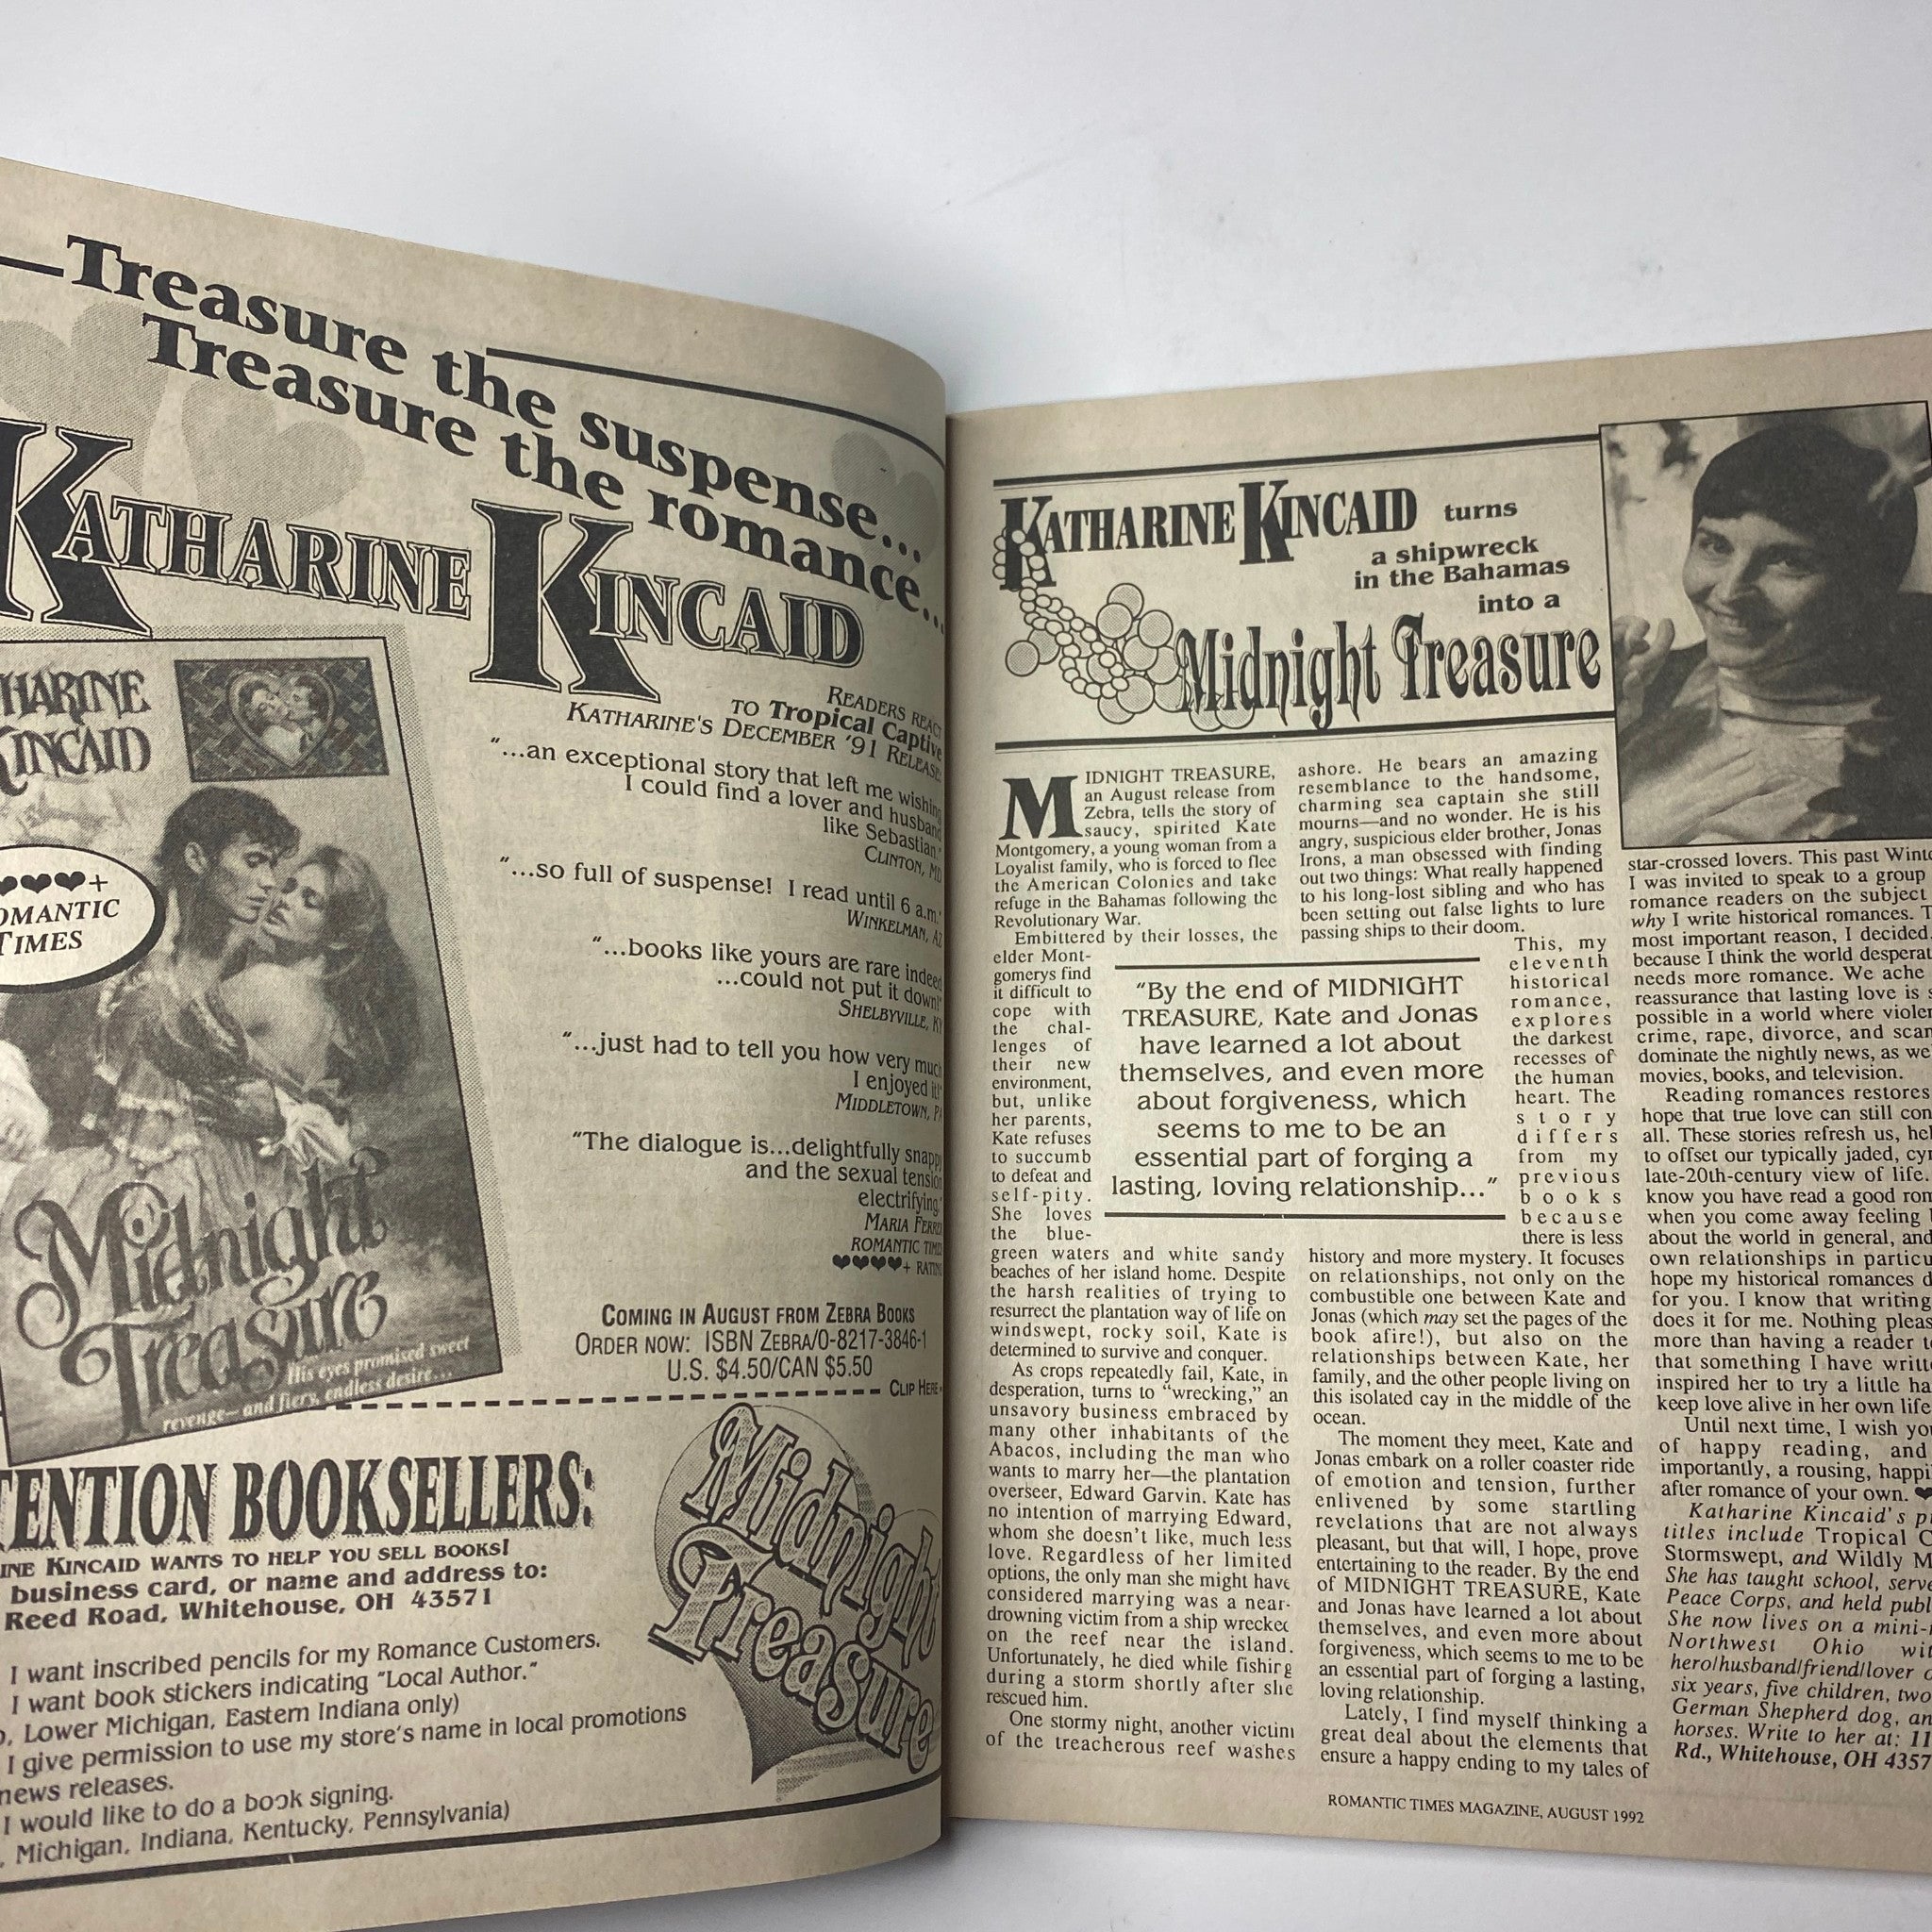 Treasure the suspense...
Treasure the romance...
KATHARINE KINCAID
KINCAID
ROMANTIC
TIMES
Midnight
Treasure
His eyes promised sweet
revenge—and fiery, endless desire...
READERS REACT
TO Tropical Captive
KATHARINE'S DECEMBER '91 RELEASE
"...an exceptional story that left me wishing
I could find a lover and husband
like Sebastian."
CLINTON, MD
"...so full of suspense! I read until 6 a.m."
WINKELMAN, AZ
"...books like yours are rare indeed
...could not put it down!"
SHELBYVILLE, KY
"...just had to tell you how very much
I enjoyed it!"
MIDDLETOWN, PA
"The dialogue is...delightfully snappy
and the sexual tension
electrifying."
MARIA
ROMANTIC TIMES
❤❤❤❤+ RATING
COMING IN AUGUST FROM ZEBRA BOOKS
ORDER NOW: ISBN ZEBRA/0-8217-3846-1
U.S. $4.50/CAN $5.50
CLIP HERE
BOOKSELLERS:
KINCAID WANTS TO HELP YOU SELL BOOKS!
business card, or name and address to:
Reed Road, Whitehouse, OH 43571
I want inscribed pencils for my Romance Customers.
I want book stickers indicating "Local Author."
Lower Michigan, Eastern Indiana only)
I give permission to use my store's name in local promotions
news releases.
I would like to do a book signing.
Michigan, Indiana, Kentucky, Pennsylvania)
Midnight
Treasure
KATHARINE KINCAID turns
a shipwreck
in the Bahamas
into a
Midnight Treasure
MIDNIGHT TREASURE,
an August release from
Zebra, tells the story of
saucy, spirited Kate
Montgomery, a young woman from a
Loyalist family, who is forced to flee
the American Colonies and take
refuge in the Bahamas following the
Revolutionary War.
Embittered by their losses, the
elder Mont-
gomerys find
it difficult to
cope with
the chal-
lenges of
their new
environment,
but, unlike
her parents,
Kate refuses
to succumb
to defeat and
self-pity.
She loves
the blue-
green waters and white sandy
beaches of her island home. Despite
the harsh realities of trying to
resurrect the plantation way of life on
windswept, rocky soil, Kate is
determined to survive and conquer.
As crops repeatedly fail, Kate, in
desperation, turns to "wrecking," an
unsavory business embraced by
many other inhabitants of the
Abacos, including the man who
wants to marry her—the plantation
overseer, Edward Garvin. Kate has
no intention of marrying Edward,
whom she doesn't like, much less
love. Regardless of her limited
options, the only man she might have
considered marrying was a near-
drowning victim from a ship wrecked
on the reef near the island.
Unfortunately, he died while fishing
during a storm shortly after she
rescued him.
One stormy night, another victim
of the treacherous reef washes
"By the end of MIDNIGHT
TREASURE, Kate and Jonas
have learned a lot about
themselves, and even more
about forgiveness, which
seems to me to be an
essential part of forging a
lasting, loving relationship..."
ashore. He bears an amazing
resemblance to the handsome,
charming sea captain she still
mourns—and no wonder. He is his
angry, suspicious elder brother, Jonas
Irons, a man obsessed with finding
out two things: What really happened
to his long-lost sibling and who has
been setting out false lights to lure
passing ships to their doom.
This, my
eleventh
historical
romance,
explores
the darkest
recesses of
the human
heart. The
story
differs
from my
previous
books
because
there is less
history and more mystery. It focuses
on relationships, not only on the
combustible one between Kate and
Jonas (which may set the pages of the
book afire!), but also on the
relationships between Kate, her
family, and the other people living on
this isolated cay in the middle of the
ocean.
The moment they meet, Kate and
Jonas embark on a roller coaster ride
of emotion and tension, further
enlivened by some startling
revelations that are not always
pleasant, but that will, I hope, prove
entertaining to the reader. By the end
of MIDNIGHT TREASURE, Kate
and Jonas have learned a lot about
themselves, and even more about
forgiveness, which seems to me to be
an essential part of forging a lasting,
loving relationship.
Lately, I find myself thinking a
great deal about the elements that
ensure a happy ending to my tales of
star-crossed lovers. This past
I was invited to speak to a group
romance readers on the subject
why I write historical romances.
most important reason, I decided,
because I think the world
needs more romance. We ache
reassurance that lasting love is
possible in a world where
crime, rape, divorce, and
dominate the nightly news, as
movies, books, and television.
Reading romances restores
hope that true love can still
all. These stories refresh us,
to offset our typically jaded,
late-20th-century view of life.
know you have read a good
when you come away feeling
about the world in general, and
own relationships in
hope my historical romances
for you. I know that writing
does it for me. Nothing
more than having a reader
that something I have
inspired her to try a little
keep love alive in her own life
Until next time, I wish
of happy reading, and
importantly, a rousing,
after romance of your own. ❤
Katharine Kincaid's
titles include Tropical
Stormswept, and Wildly
She has taught school,
Peace Corps, and held
She now lives on a
Northwest Ohio
hero/husband/friend/lover
six years, five children, two
German Shepherd dog,
horses. Write to her at:
Rd., Whitehouse, OH
ROMANTIC TIMES MAGAZINE, AUGUST 1992